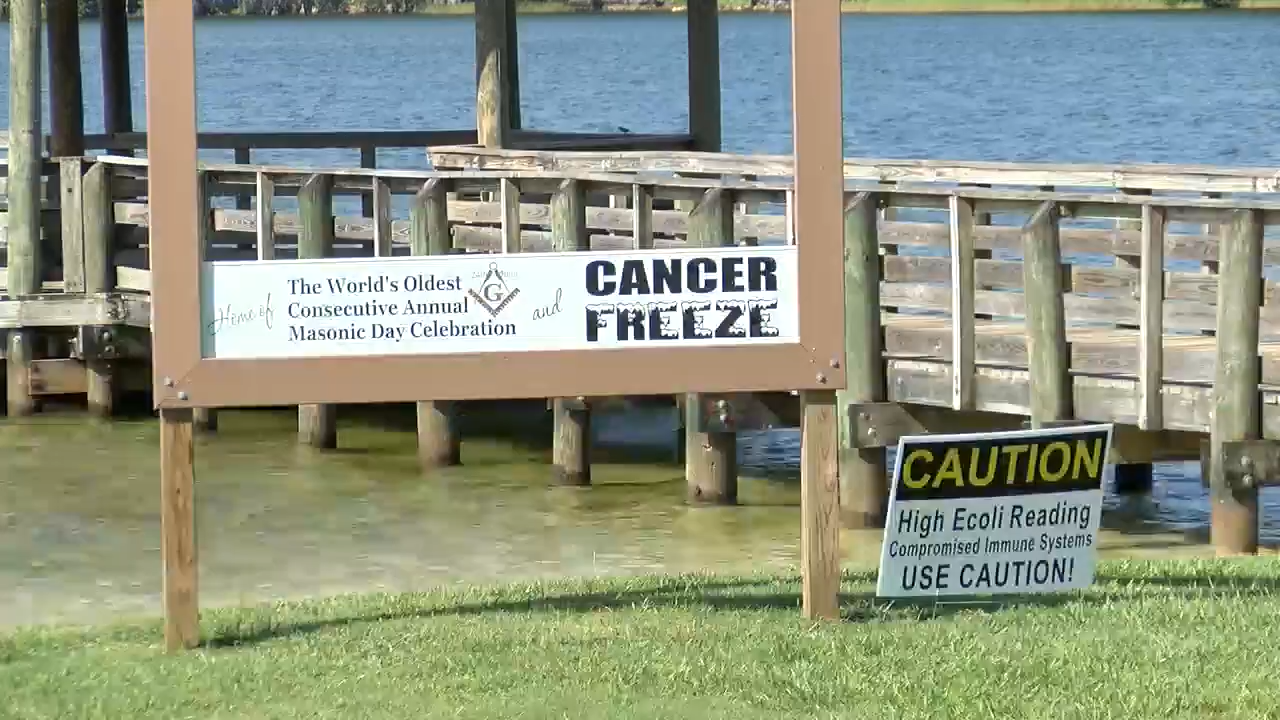 Home of
The World's Oldest
Consecutive Annual
Masonic Day Celebration
G
and
CANCER
FREEZE
CAUTION
High Ecoli Reading
Compromised Immune Systems
USE CAUTION!